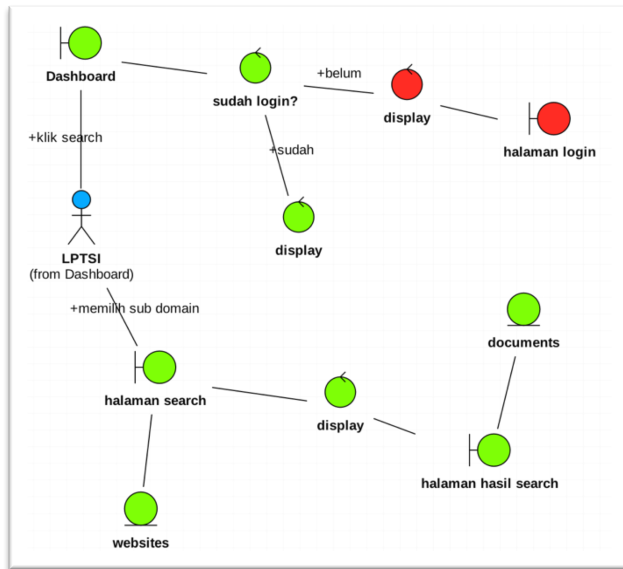 Dashboard
sudah login?
+belum
display
halaman login
+klik search
+sudah
display
LPTSI
(from Dashboard)
+memilih sub domain
documents
halaman search
display
halaman hasil search
websites